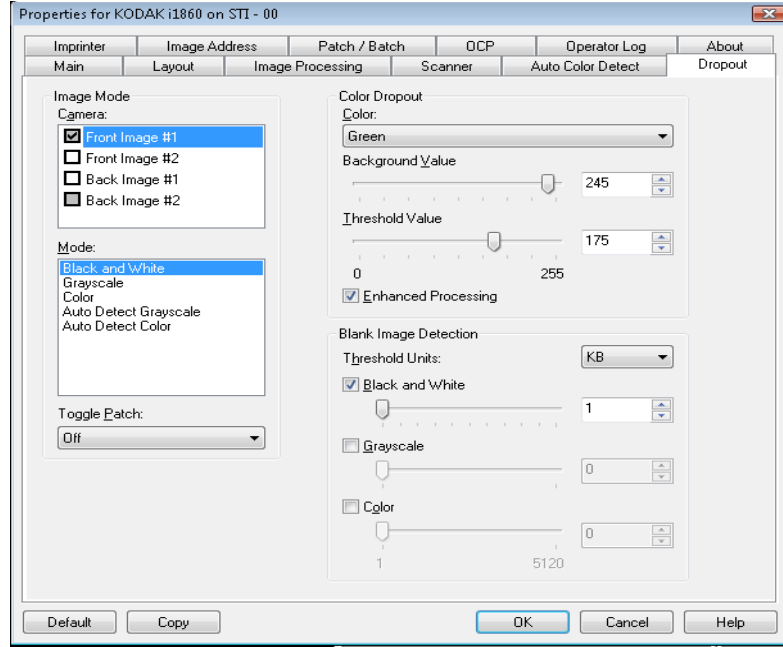 Properties for KODAK i1860 on STI - 00
Imprinter Image Address Patch / Batch OCP Operator Log About
Main Layout Image Processing Scanner Auto Color Detect Dropout
Image Mode
Camera:
Front Image #1
Front Image #2
Back Image #1
Back Image #2
Mode:
Black and White
Grayscale
Color
Auto Detect Grayscale
Auto Detect Color
Toggle Patch:
Off
Color Dropout
Color:
Green
Background Value
245
Threshold Value
175
0 255
Enhanced Processing
Blank Image Detection
Threshold Units: KB
Black and White
1
Grayscale
0
Color
0
1 5120
Default Copy OK Cancel Help